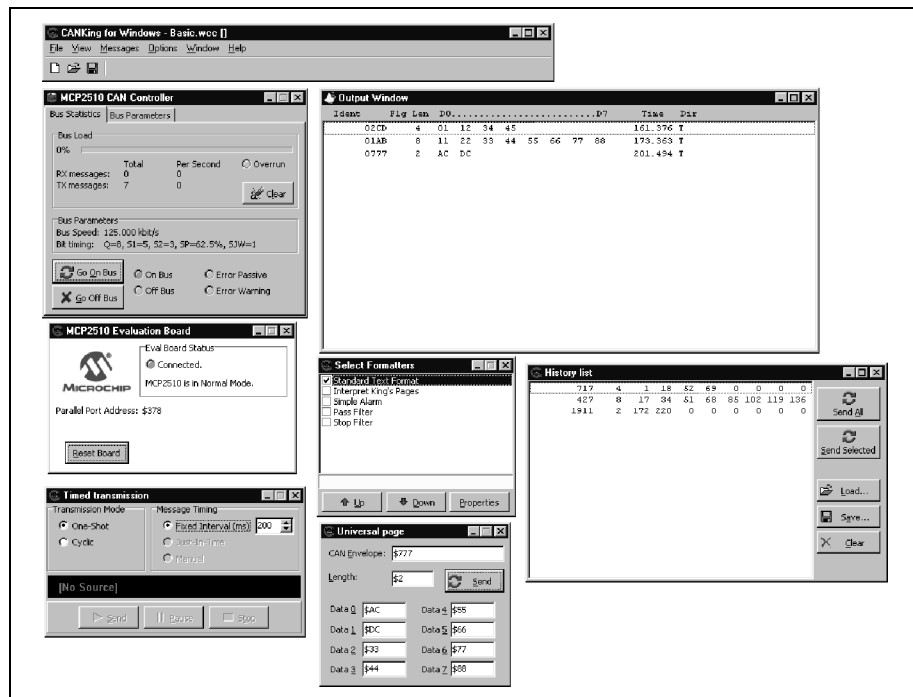 CANKing for Windows - Basic.wcc []
File View Messages Options Window Help
MCP2510 CAN Controller
Bus Statistics Bus Parameters
Bus Load
0%
Total Per Second Overrun
RX messages: 0 0
TX messages: 7 0
Clear
Bus Parameters
Bus Speed: 125.000 kbit/s
Bit timing: Q=8, S1=5, S2=3, SP=62.5%, SJW=1
Go On Bus On Bus Error Passive
Go Off Bus Off Bus Error Warning
Output Window
Ident Flg Len D0...........................D7 Time Dir
02CD 4 01 12 34 45 161.376 T
01AB 8 11 22 33 44 55 66 77 88 173.363 T
0777 2 AC DC 201.494 T
MCP2510 Evaluation Board
Eval Board Status
Connected.
MCP2510 is in Normal Mode.
MICROCHIP
Parallel Port Address: $378
Reset Board
Select Formatters
Standard Text Format
Interpret King's Pages
Simple Alarm
Pass Filter
Stop Filter
Up Down Properties
History list
717 4 1 18 52 69 0 0 0 0
427 8 17 34 51 68 85 102 119 136
1911 2 172 220 0 0 0 0 0 0
Send All
Send Selected
Load...
Save...
Clear
Timed transmission
Transmission Mode Message Timing
One-Shot Fixed Interval (ms) 200
Cyclic Just-In-Time
Manual
[No Source]
Send Pause Stop
Universal page
CAN Envelope: $777
Length: $2 Send
Data 0 $AC Data 4 $55
Data 1 $DC Data 5 $66
Data 2 $33 Data 6 $77
Data 3 $44 Data 7 $88